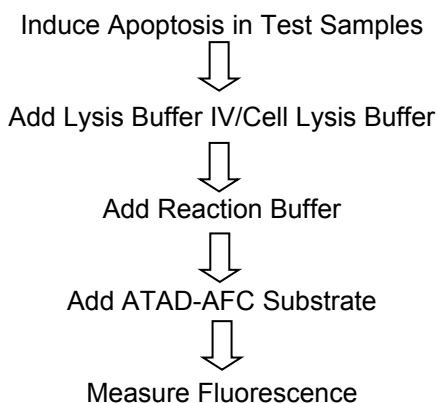 Induce Apoptosis in Test Samples
Add Lysis Buffer IV/Cell Lysis Buffer
Add Reaction Buffer
Add ATAD-AFC Substrate
Measure Fluorescence